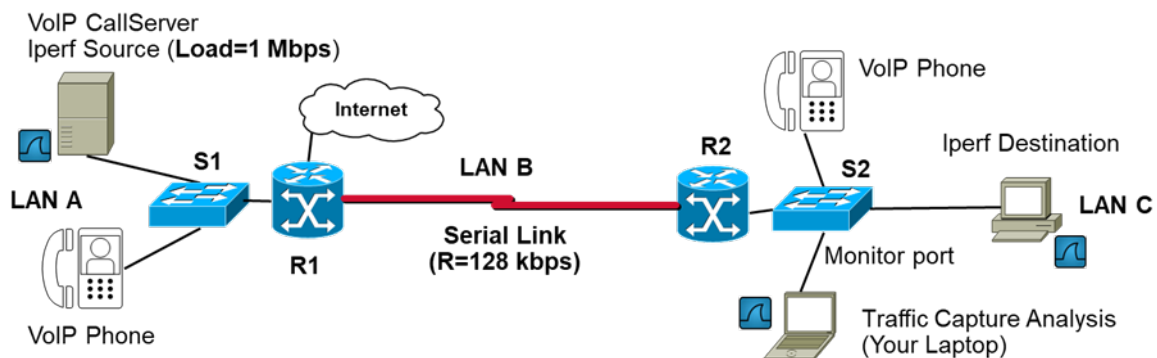 VoIP CallServer
Iperf Source (Load=1 Mbps)
Internet
VoIP Phone
S1
LAN B
R2
S2
Iperf Destination
LAN A
R1
Serial Link
(R=128 kbps)
LAN C
Monitor port
VoIP Phone
Traffic Capture Analysis
(Your Laptop)